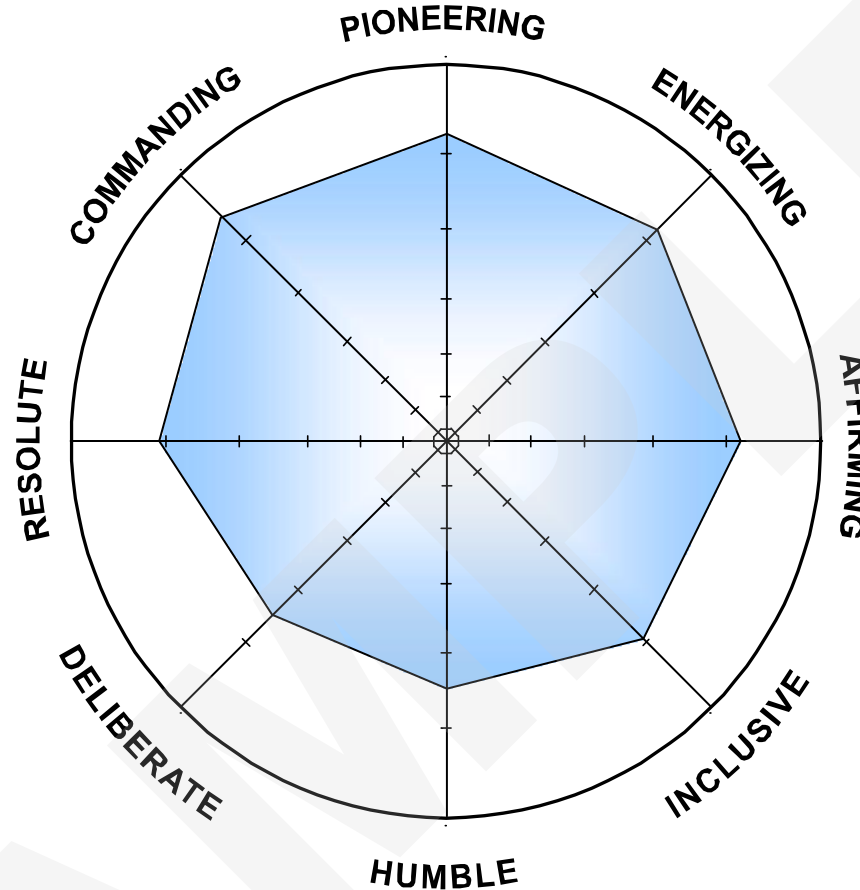 PIONEERING
ENERGIZING
AFFIRMING
INCLUSIVE
HUMBLE
DELIBERATE
RESOLUTE
COMMANDING